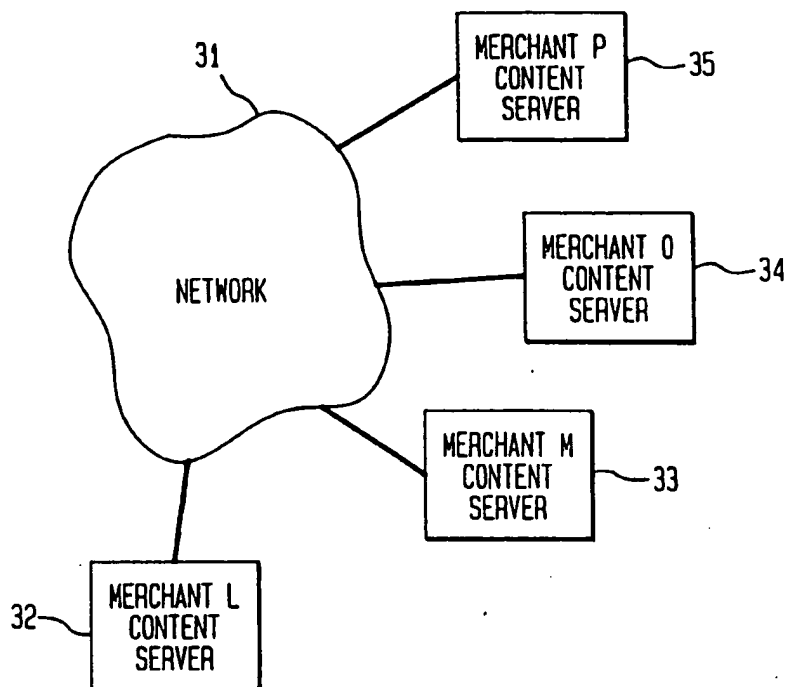 31
MERCHANT P
CONTENT
SERVER
35
MERCHANT O
CONTENT
SERVER
34
NETWORK
MERCHANT M
CONTENT
SERVER
33
MERCHANT L
CONTENT
SERVER
32